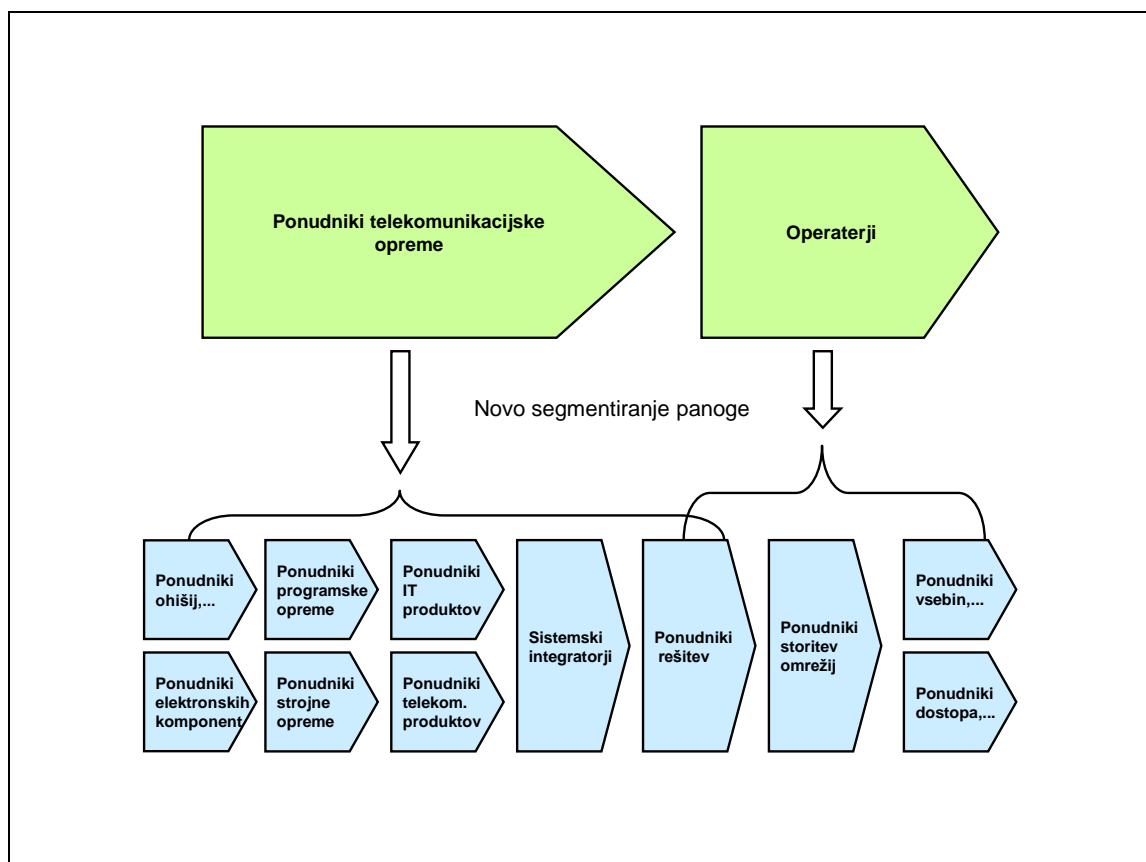 Ponudniki telekomunikacijske
opreme
Operaterji
Novo segmentiranje panoge
Ponudniki
ohišij,...
Ponudniki
programske
opreme
Ponudniki
IT
produktov
Sistemski
integratorji
Ponudniki
rešitev
Ponudniki
storitev
omrežij
Ponudniki
vsebin,...
Ponudniki
elektronskih
komponent
Ponudniki
strojne
opreme
Ponudniki
telekom.
produktov
Ponudniki
dostopa,...